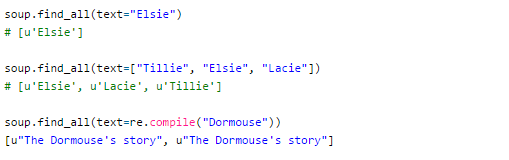 soup.find_all(text="Elsie")
# [u'Elsie']
soup.find_all(text=["Tillie", "Elsie", "Lacie"])
# [u'Elsie', u'Lacie', u'Tillie']
soup.find_all(text=re.compile("Dormouse"))
[u"The Dormouse's story", u"The Dormouse's story"]